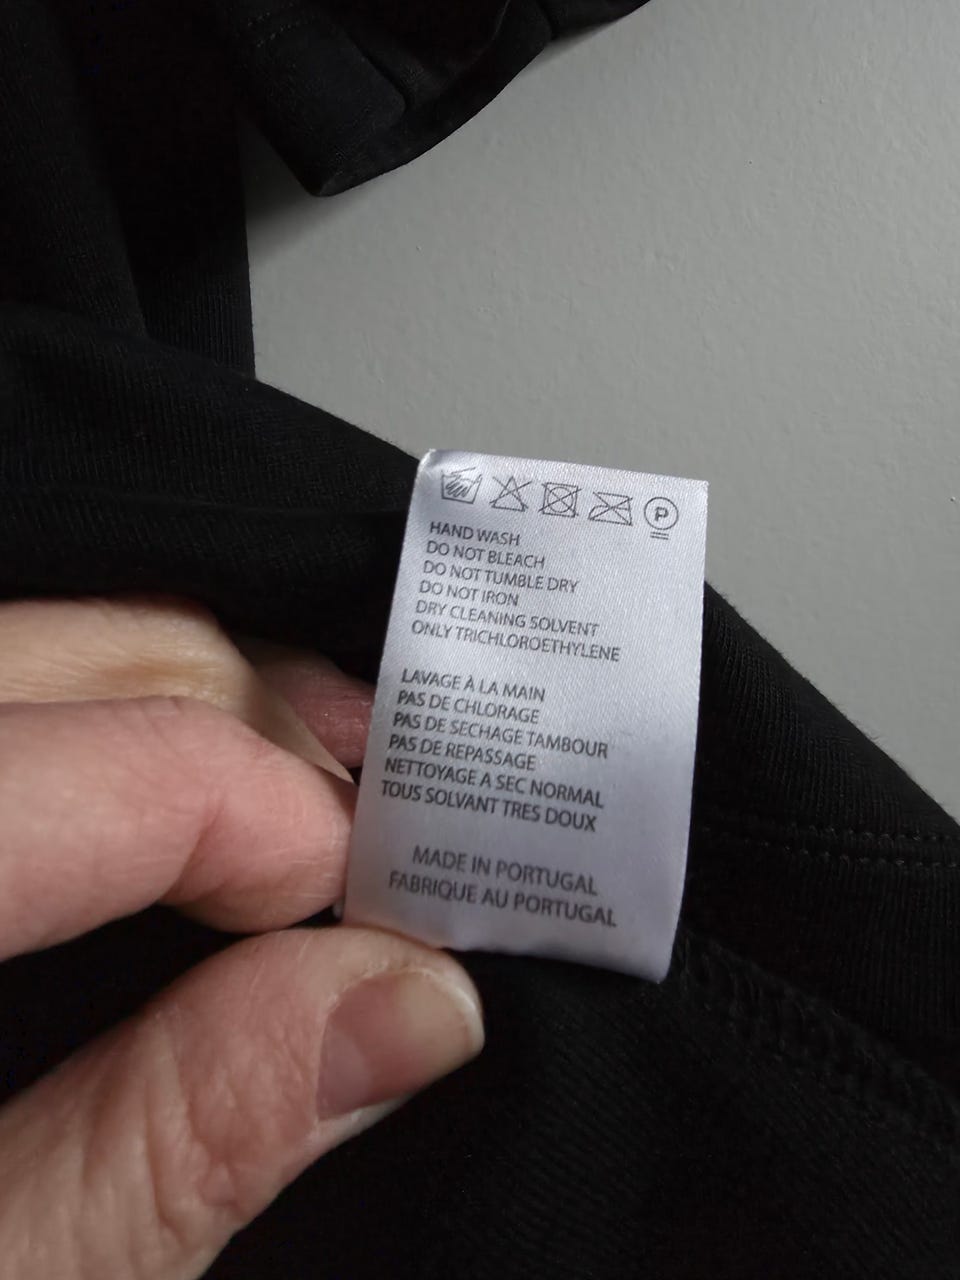 P
HAND WASH
DO NOT BLEACH
DO NOT TUMBLE DRY
DO NOT IRON
DRY CLEANING SOLVENT
ONLY TRICHLOROETHYLENE
LAVAGE À LA MAIN
PAS DE CHLORAGE
PAS DE SECHAGE TAMBOUR
PAS DE REPASSAGE
NETTOYAGE A SEC NORMAL
TOUS SOLVANT TRES DOUX
MADE IN PORTUGAL
FABRIQUE AU PORTUGAL